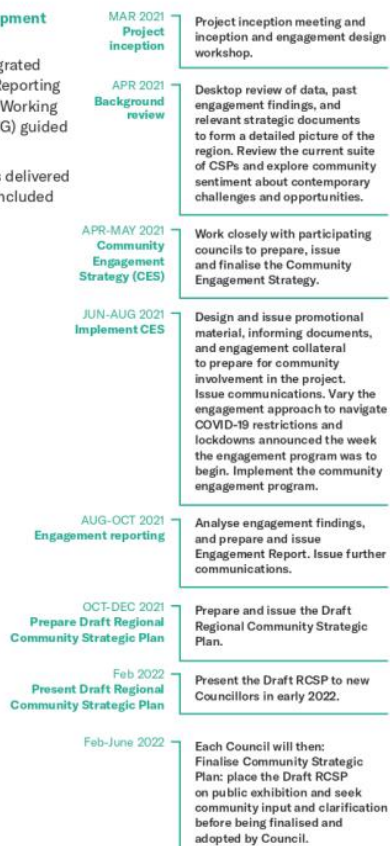 pment
grated
Reporting
Working
G) guided
s delivered
ncluded
MAR 2021
Project
inception
Project inception meeting and
inception and engagement design
workshop.
APR 2021
Background
review
Desktop review of data, past
engagement findings, and
relevant strategic documents
to form a detailed picture of the
region. Review the current suite
of CSPs and explore community
sentiment about contemporary
challenges and opportunities.
APR-MAY 2021
Community
Engagement
Strategy (CES)
Work closely with participating
councils to prepare, issue
and finalise the Community
Engagement Strategy.
JUN-AUG 2021
Implement CES
Design and issue promotional
material, informing documents,
and engagement collateral
to prepare for community
involvement in the project.
Issue communications. Vary the
engagement approach to navigate
COVID-19 restrictions and
lockdowns announced the week
the engagement program was to
begin. Implement the community
engagement program.
AUG-OCT 2021
Engagement reporting
Analyse engagement findings,
and prepare and issue
Engagement Report. Issue further
communications.
OCT-DEC 2021
Prepare Draft Regional
Community Strategic Plan
Prepare and issue the Draft
Regional Community Strategic
Plan.
Feb 2022
Present Draft Regional
Community Strategic Plan
Present the Draft RCSP to new
Councillors in early 2022.
Feb-June 2022
Each Council will then:
Finalise Community Strategic
Plan: place the Draft RCSP
on public exhibition and seek
community input and clarification
before being finalised and
adopted by Council.